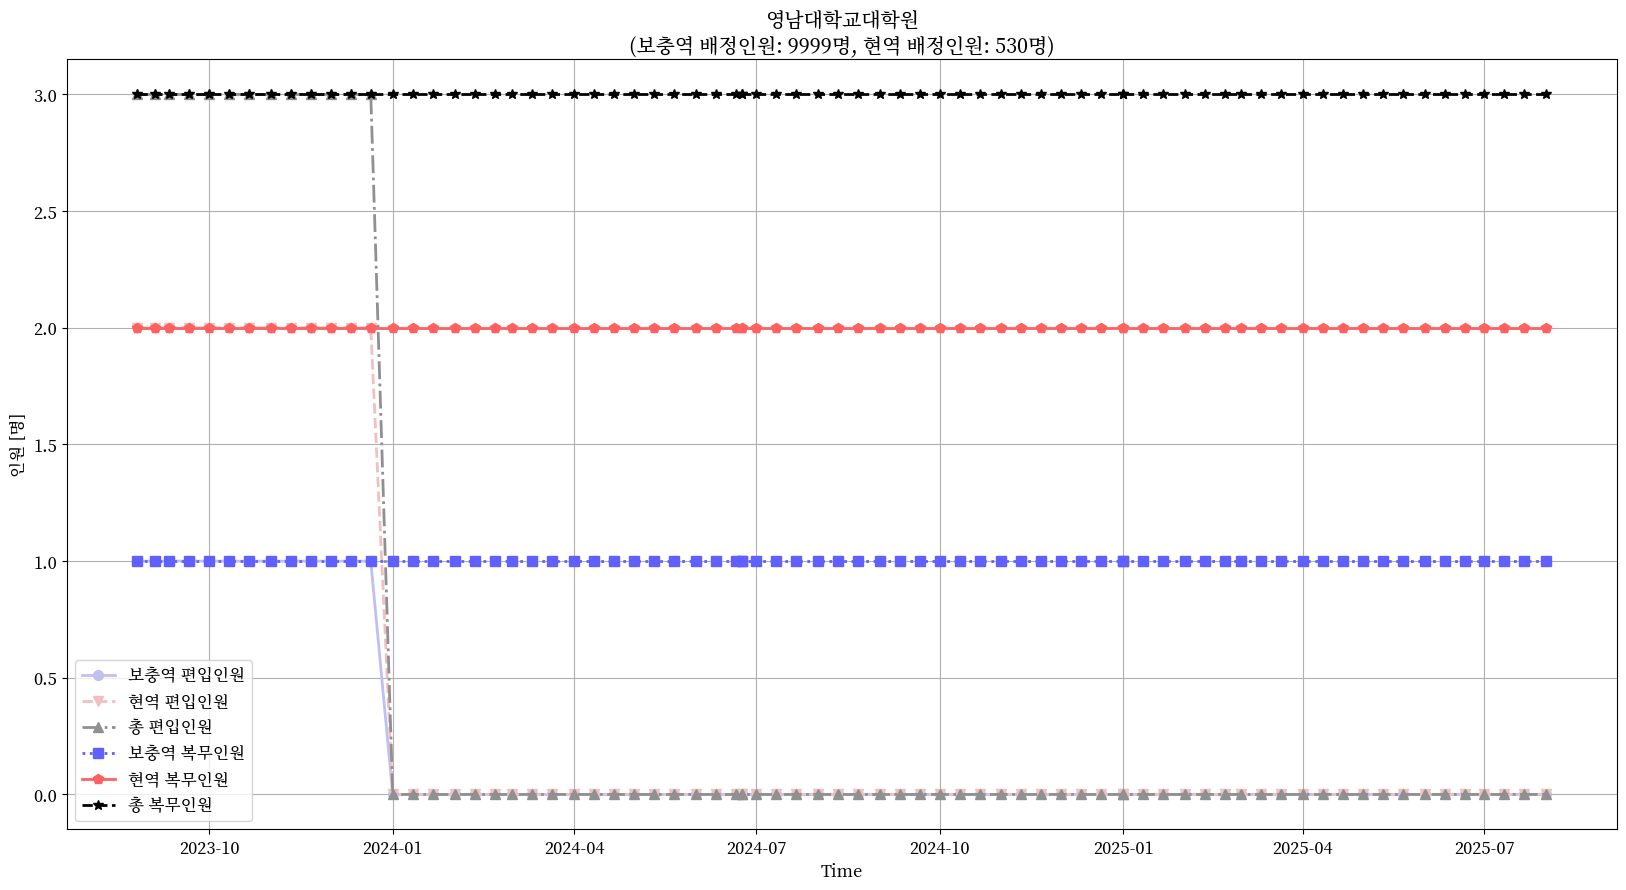 영남대학교대학원
(보충역 배정인원: 9999명, 현역 배정인원: 530명)
3.0
2.5
2.0
1.5
1.0
0.5
0.0
인원 [명]
보충역 편입인원
현역 편입인원
총 편입인원
보충역 복무인원
현역 복무인원
총 복무인원
2023-10 2024-01 2024-04 2024-07 2024-10 2025-01 2025-04 2025-07
Time